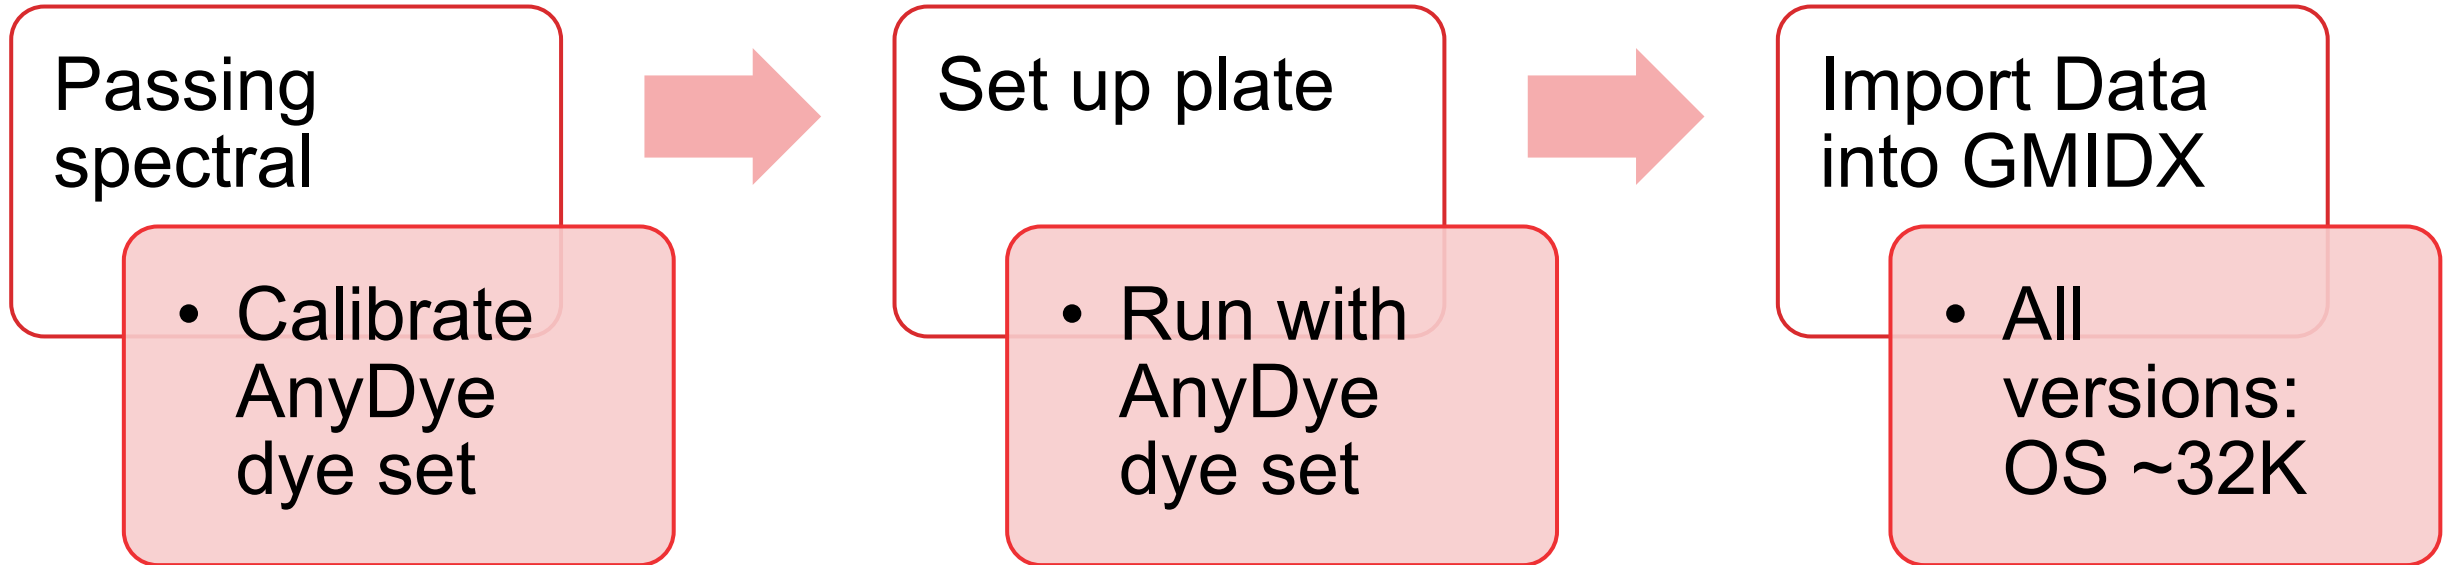 Passing
spectral
• Calibrate
AnyDye
dye set
Set up plate
• Run with
AnyDye
dye set
Import Data
into GMIDX
• All
versions:
OS ~32K